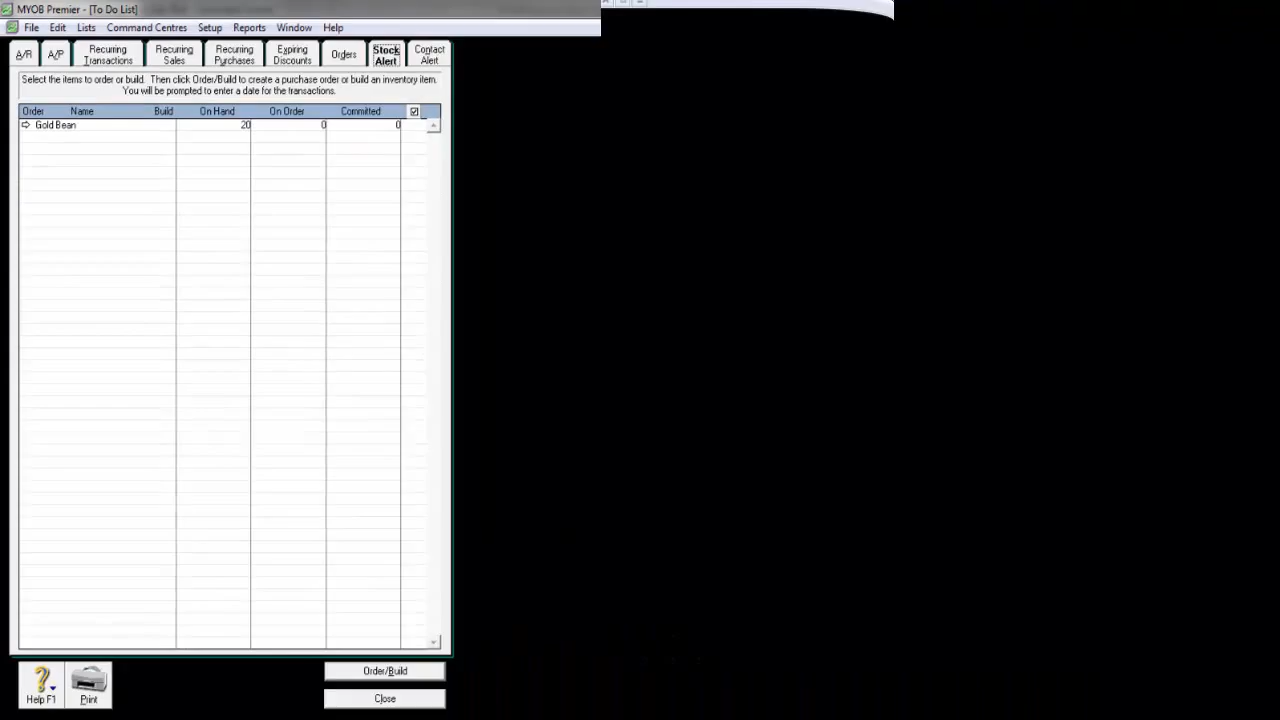 MYOB Premier - [To Do List]
File Edit Lists Command Centres Setup Reports Window Help
A/R A/P Recurring Transactions Recurring Sales Recurring Purchases Expiring Discounts Orders Stock Alert Contact Alert
Select the items to order or build. Then click Order/Build to create a purchase order or build an inventory item.
You will be prompted to enter a date for the transactions.
Order Name Build On Hand On Order Committed
Gold Bean 20 0 0
Order/Build
Help F1 Print Close